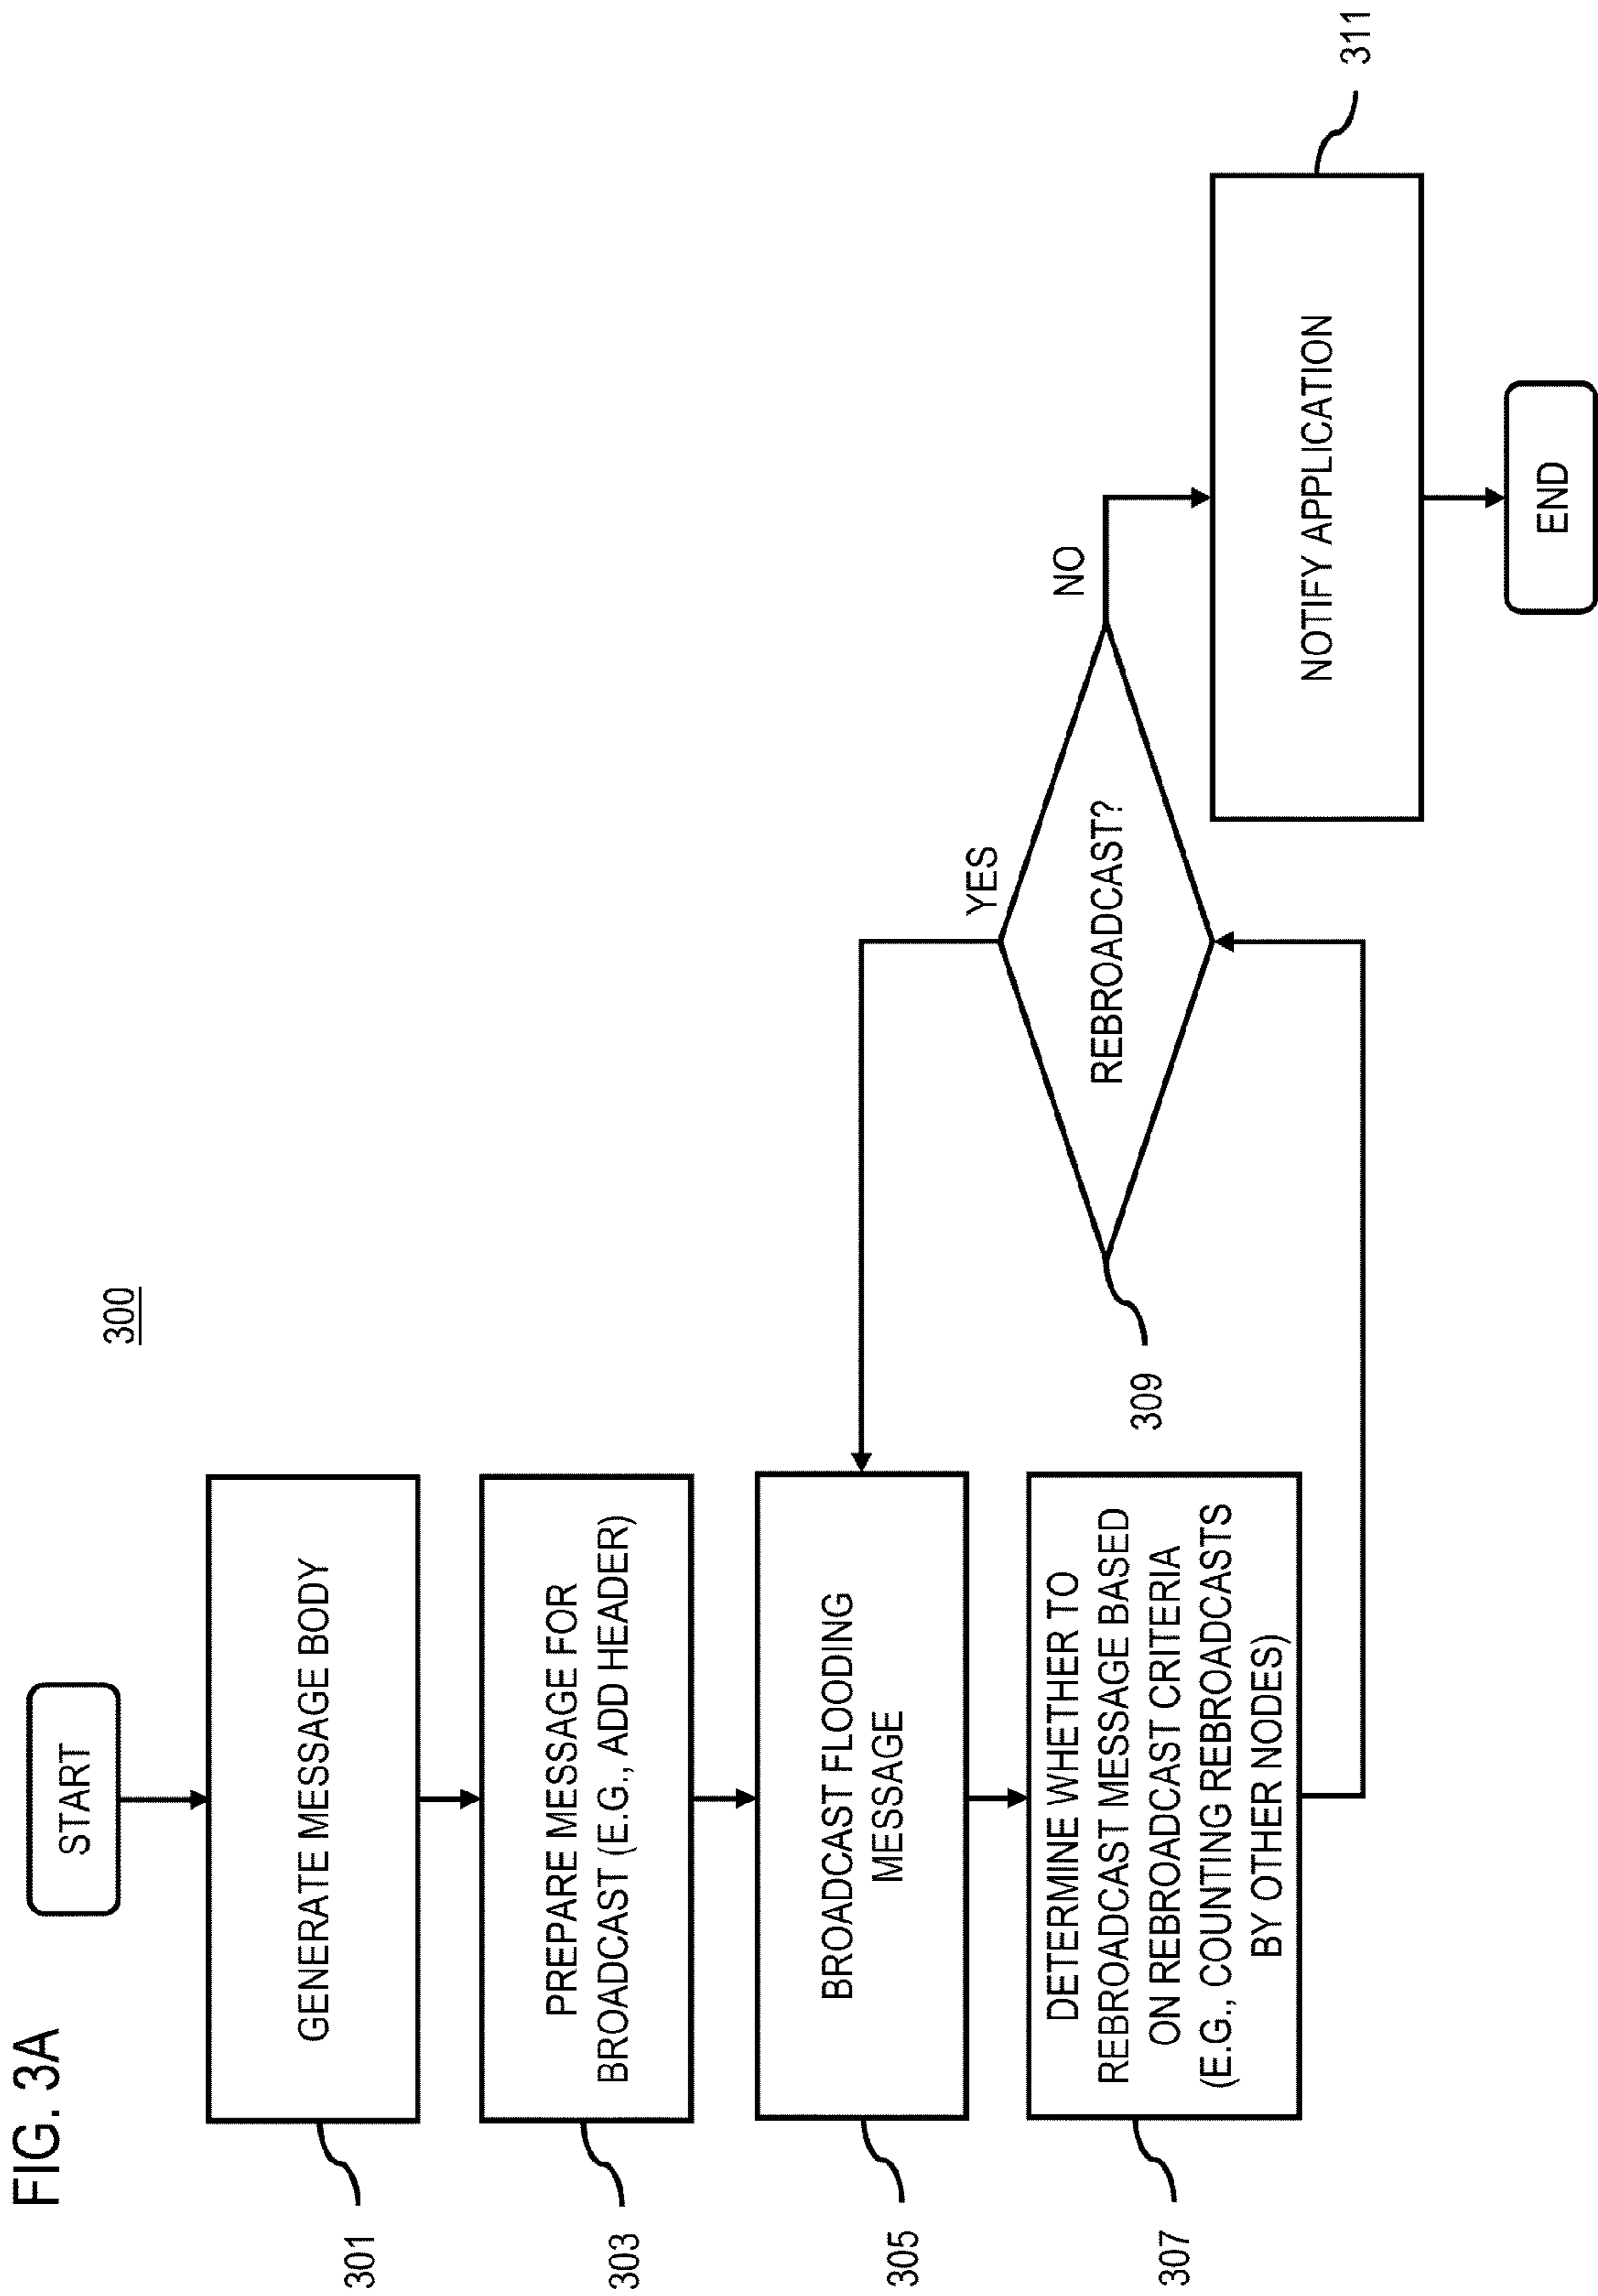 FIG. 3A
300
START
GENERATE MESSAGE BODY
301
PREPARE MESSAGE FOR
BROADCAST (E.G., ADD HEADER)
303
BROADCAST FLOODING
MESSAGE
305
DETERMINE WHETHER TO
REBROADCAST MESSAGE BASED
ON REBROADCAST CRITERIA
(E.G., COUNTING REBROADCASTS
BY OTHER NODES)
307
YES
REBROADCAST?
309
NO
NOTIFY APPLICATION
311
END